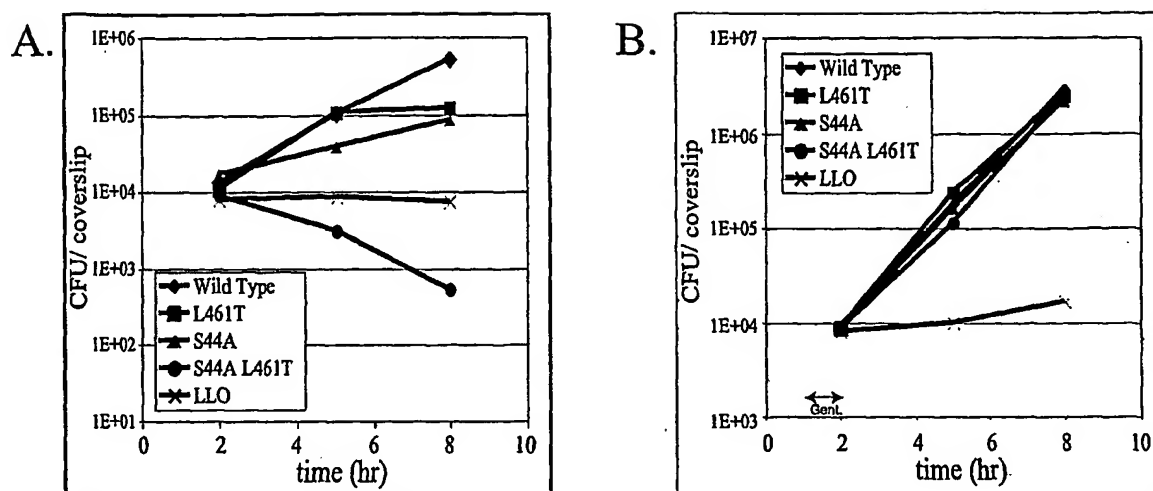 A.
1E+06
1E+05
1E+04
1E+03
1E+02
1E+01
CFU/ coverslip
Wild Type
L461T
S44A
S44A L461T
LLO
0 2 4 6 8 10
time (hr)
B.
1E+07
1E+06
1E+05
1E+04
1E+03
CFU/ coverslip
Wild Type
L461T
S44A
S44A L461T
LLO
Gent.
0 2 4 6 8 10
time (hr)